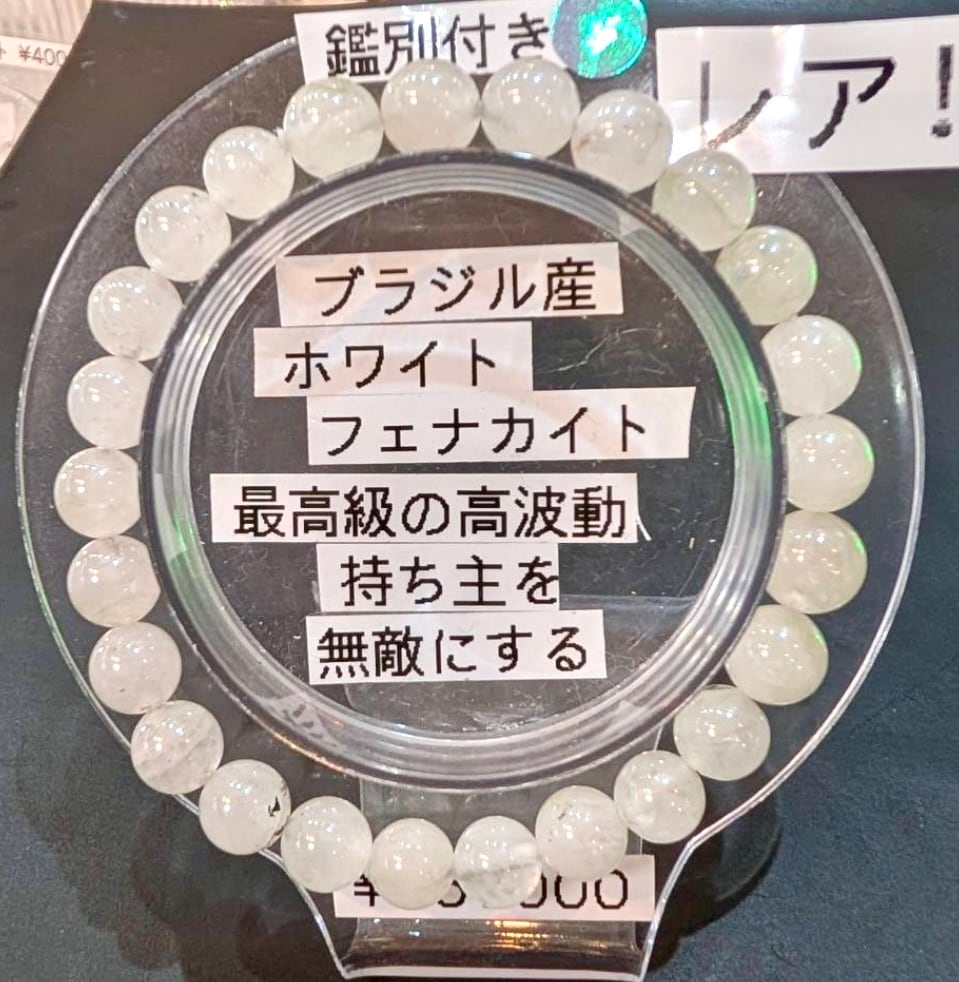 鑑別付き
レア!
¥400
ブラジル産
ホワイト
フェナカイト
最高級の高波動
持ち主を
無敵にする